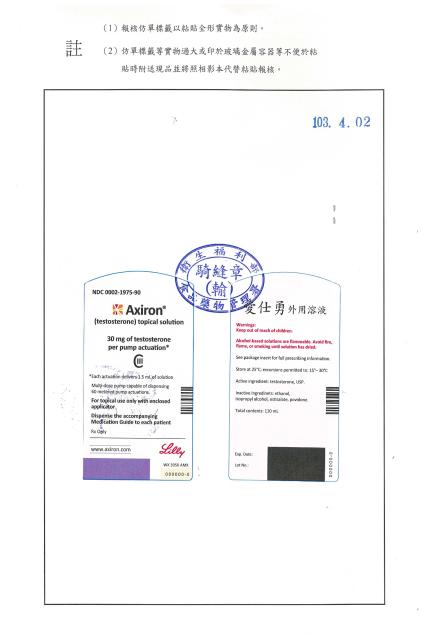 註
(1) 報核仿單標籤以粘貼全形實物為原則。
(2) 仿單標籤等實物過大或印於玻璃金屬容器等不便於粘
貼時附送現品並將照相影本代替粘貼報核。
103. 4. 02
衛生福利部
騎縫章
(輸)
食品藥物管理署
NDC 0002-1975-90
Axiron®
(testosterone) topical solution
30 mg of testosterone
per pump actuation*
CIII
*Each actuation delivers 1.5 mL of solution
Multi-dose pump capable of dispensing
60 metered pump actuations.
For topical use only with enclosed
applicator
Dispense the accompanying
Medication Guide to each patient
Rx Only
www.axiron.com
Lilly
WX 3050 AMX
000000-0
愛仕勇外用溶液
Warnings:
Keep out of reach of children.
Alcohol based solutions are flammable. Avoid fire,
flame, or smoking until solution has dried.
See package insert for full prescribing information.
Store at 25°C; excursions permitted to: 15°- 30°C
Active ingredient: testosterone, USP.
Inactive ingredients: ethanol,
isopropyl alcohol, octisalate, povidone.
Total contents: 110 mL
Exp. Date:
Lot No.:
000000-0